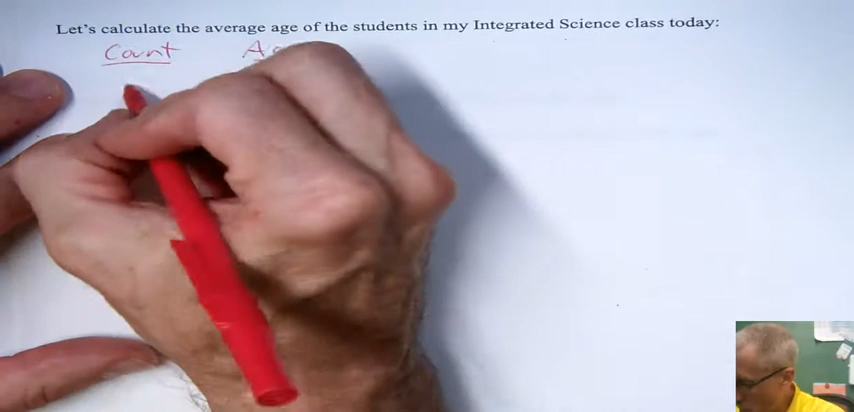 Let's calculate the average age of the students in my Integrated Science class today:
Count